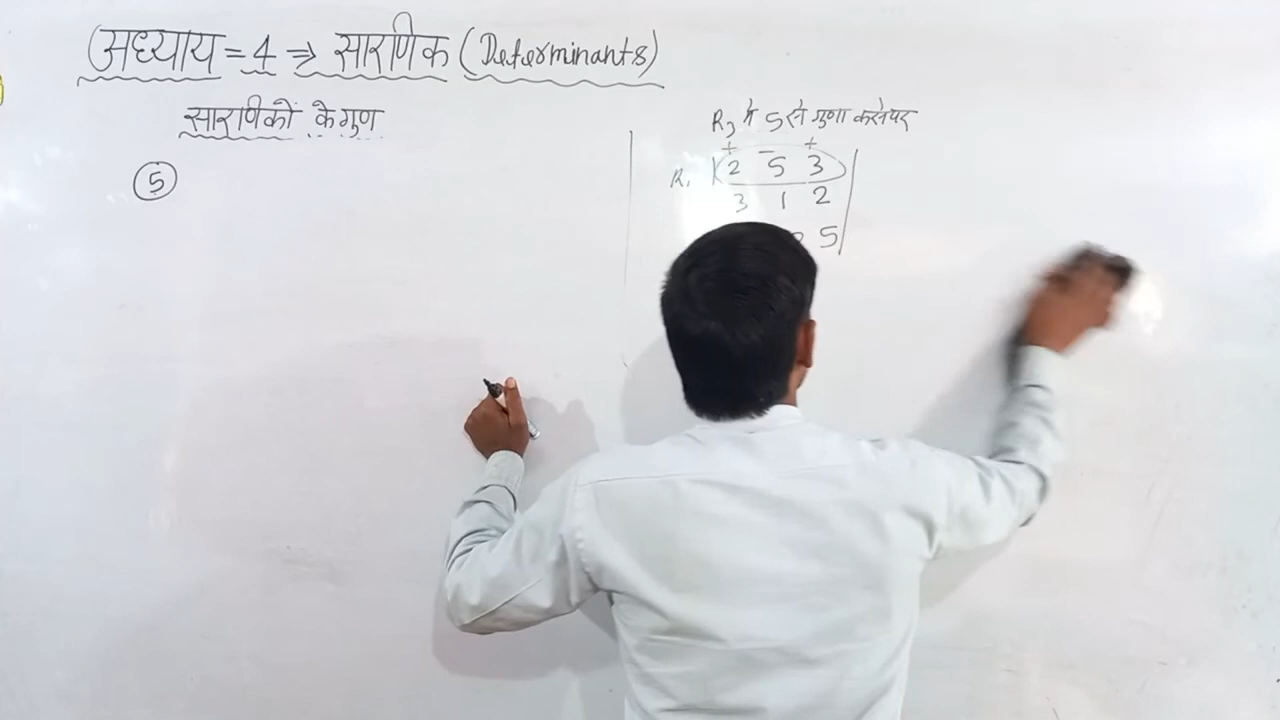 (अध्याय = 4 ⇒ सारणिक (Determinants)
सारणिकों के गुण
5
R₃ में 5 से गुणा करने पर
+ - +
R₁ 2 5 3
3 1 2
5